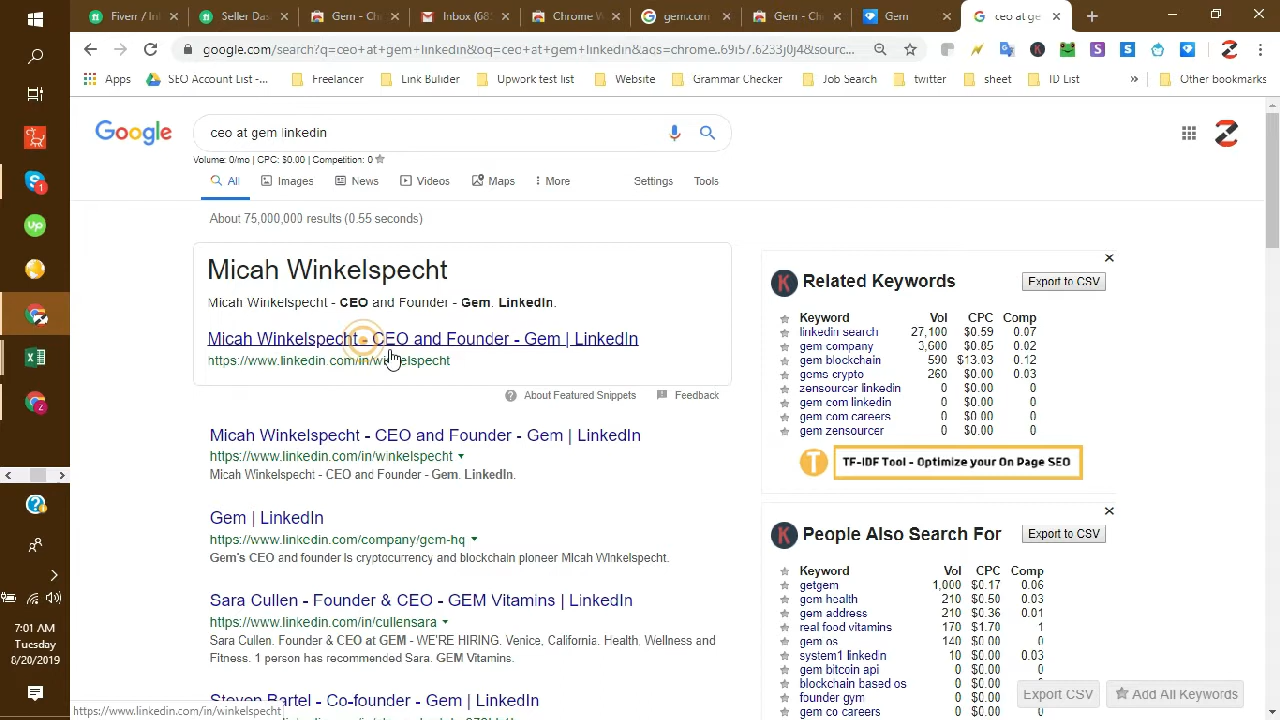 Fiverr / In
Seller Das
Gem - Ch
Inbox (68
Chrome W
gem.com
Gem - Ch
Gem
ceo at ge
google.com/search?q=ceo+at+gem+linkedin&oq=ceo+at+gem+linkedin&aqs=chrome..69i57.6233j0j4&sourc...
Apps
SEO Account List -...
Freelancer
Link Builder
Upwork test list
Website
Grammar Checker
Job Search
twitter
sheet
ID List
Other bookmarks
Google
ceo at gem linkedin
Volume: 0/mo | CPC: $0.00 | Competition: 0
All
Images
News
Videos
Maps
More
Settings
Tools
About 75,000,000 results (0.55 seconds)
Micah Winkelspecht
Micah Winkelspecht - CEO and Founder - Gem. LinkedIn.
Micah Winkelspecht - CEO and Founder - Gem | LinkedIn
https://www.linkedin.com/in/winkelspecht
About Featured Snippets
Feedback
Micah Winkelspecht - CEO and Founder - Gem | LinkedIn
https://www.linkedin.com/in/winkelspecht
Micah Winkelspecht - CEO and Founder - Gem. LinkedIn.
Gem | LinkedIn
https://www.linkedin.com/company/gem-hq
Gem's CEO and founder is cryptocurrency and blockchain pioneer Micah Winkelspecht.
Sara Cullen - Founder & CEO - GEM Vitamins | LinkedIn
https://www.linkedin.com/in/cullensara
Sara Cullen. Founder & CEO at GEM - WE'RE HIRING. Venice, California. Health, Wellness and
Fitness. 1 person has recommended Sara. GEM Vitamins.
Steven Bartel - Co-founder - Gem | LinkedIn
Related Keywords
Export to CSV
Keyword Vol CPC Comp
linkedin search 27,100 $0.59 0.07
gem company 3,600 $0.85 0.02
gem blockchain 590 $13.03 0.12
gems crypto 260 $0.00 0.03
zensourcer linkedin 0 $0.00 0
gem com linkedin 0 $0.00 0
gem com careers 0 $0.00 0
gem zensourcer 0 $0.00 0
TF-IDF Tool - Optimize your On Page SEO
People Also Search For
Export to CSV
Keyword Vol CPC Comp
getgem 1,000 $0.17 0.06
gem health 210 $0.50 0.03
gem address 210 $0.36 0.01
real food vitamins 170 $1.70 1
gem os 140 $0.00 0
system1 linkedin 10 $0.00 0.03
gem bitcoin api 0 $0.00 0
blockchain based os 0 $0.00 0
founder gym 0 $0.00 0
gem co careers 0 $0.00 0
Export CSV
Add All Keywords
https://www.linkedin.com/in/winkelspecht
7:01 AM
Tuesday
8/20/2019